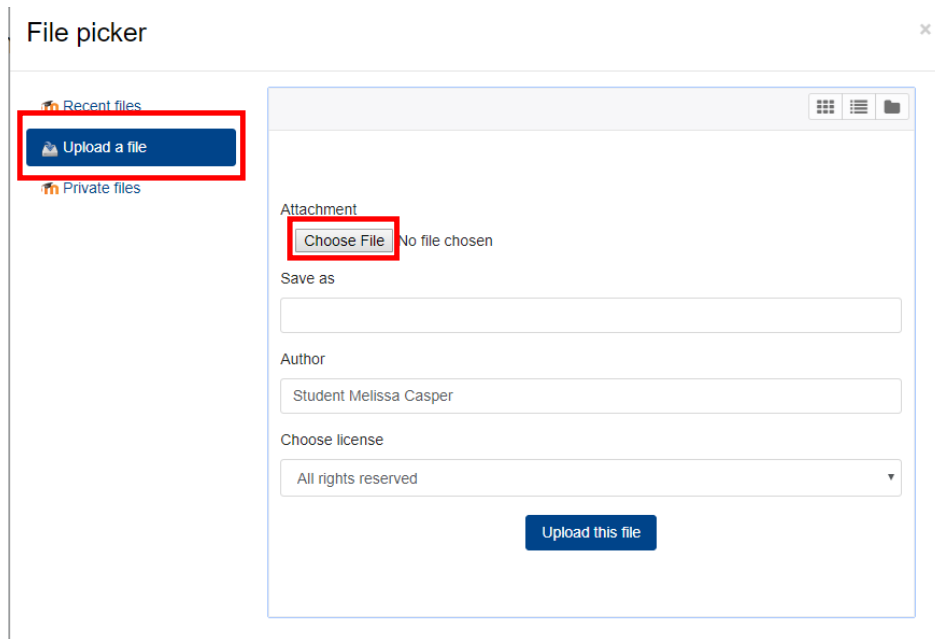 File picker
×
Recent files
Upload a file
Private files
Attachment
Choose File No file chosen
Save as
Author
Student Melissa Casper
Choose license
All rights reserved
Upload this file